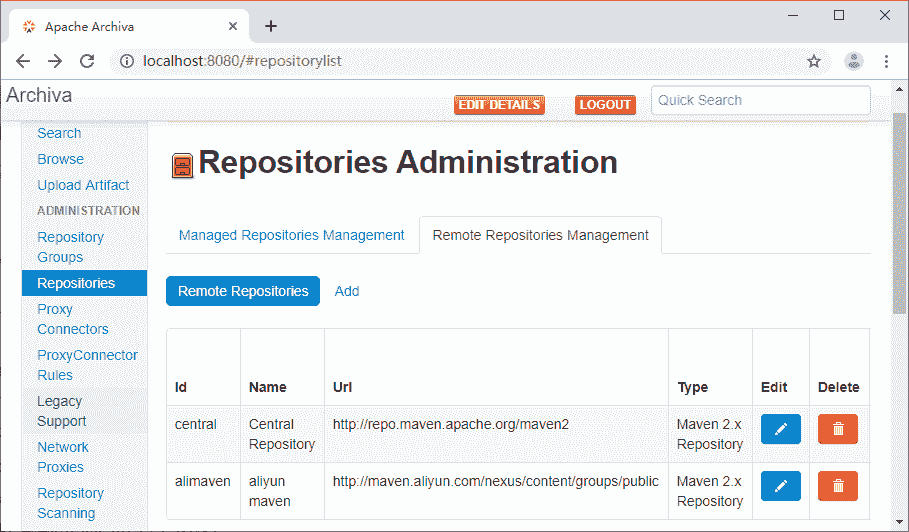 Apache Archiva
localhost:8080/#repositorylist
Archiva
EDIT DETAILS
LOGOUT
Quick Search
Search
Browse
Upload Artifact
ADMINISTRATION
Repository
Groups
Repositories
Proxy
Connectors
ProxyConnector
Rules
Legacy
Support
Network
Proxies
Repository
Scanning
Repositories Administration
Managed Repositories Management
Remote Repositories Management
Remote Repositories
Add
Id Name Url Type Edit Delete
central Central http://repo.maven.apache.org/maven2 Maven 2.x
Repository Repository
alimaven aliyun http://maven.aliyun.com/nexus/content/groups/public Maven 2.x
maven Repository